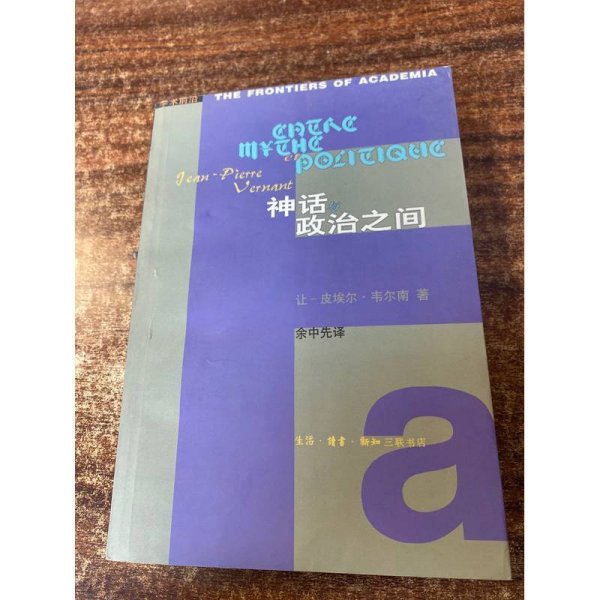 学术前沿
THE FRONTIERS OF ACADEMIA
ENTRE
MYTHE
et POLITIQUE
Jean-Pierre
Vernant
神话与
政治之间
让-皮埃尔·韦尔南 著
余中先译
生活·讀書·新知三联书店
a